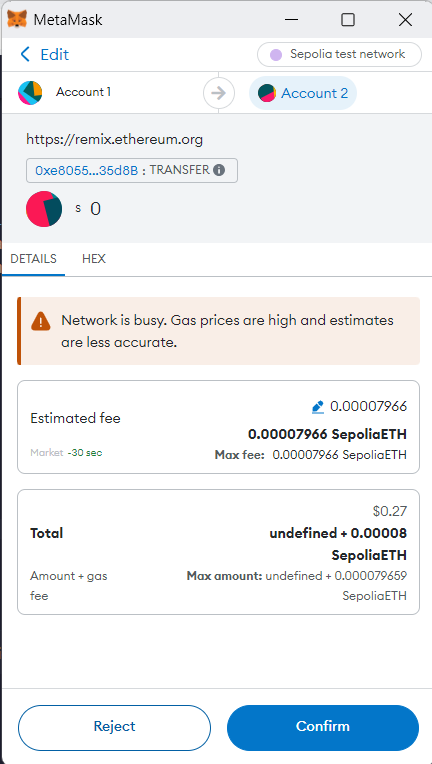 MetaMask
Edit
Sepolia test network
Account 1
Account 2
https://remix.ethereum.org
0xe8055...35d8B : TRANSFER
s 0
DETAILS HEX
Network is busy. Gas prices are high and estimates
are less accurate.
Estimated fee
0.00007966
0.00007966 SepoliaETH
Market ~30 sec
Max fee: 0.00007966 SepoliaETH
$0.27
Total
undefined + 0.00008
SepoliaETH
Amount + gas
fee
Max amount: undefined + 0.000079659
SepoliaETH
Reject
Confirm